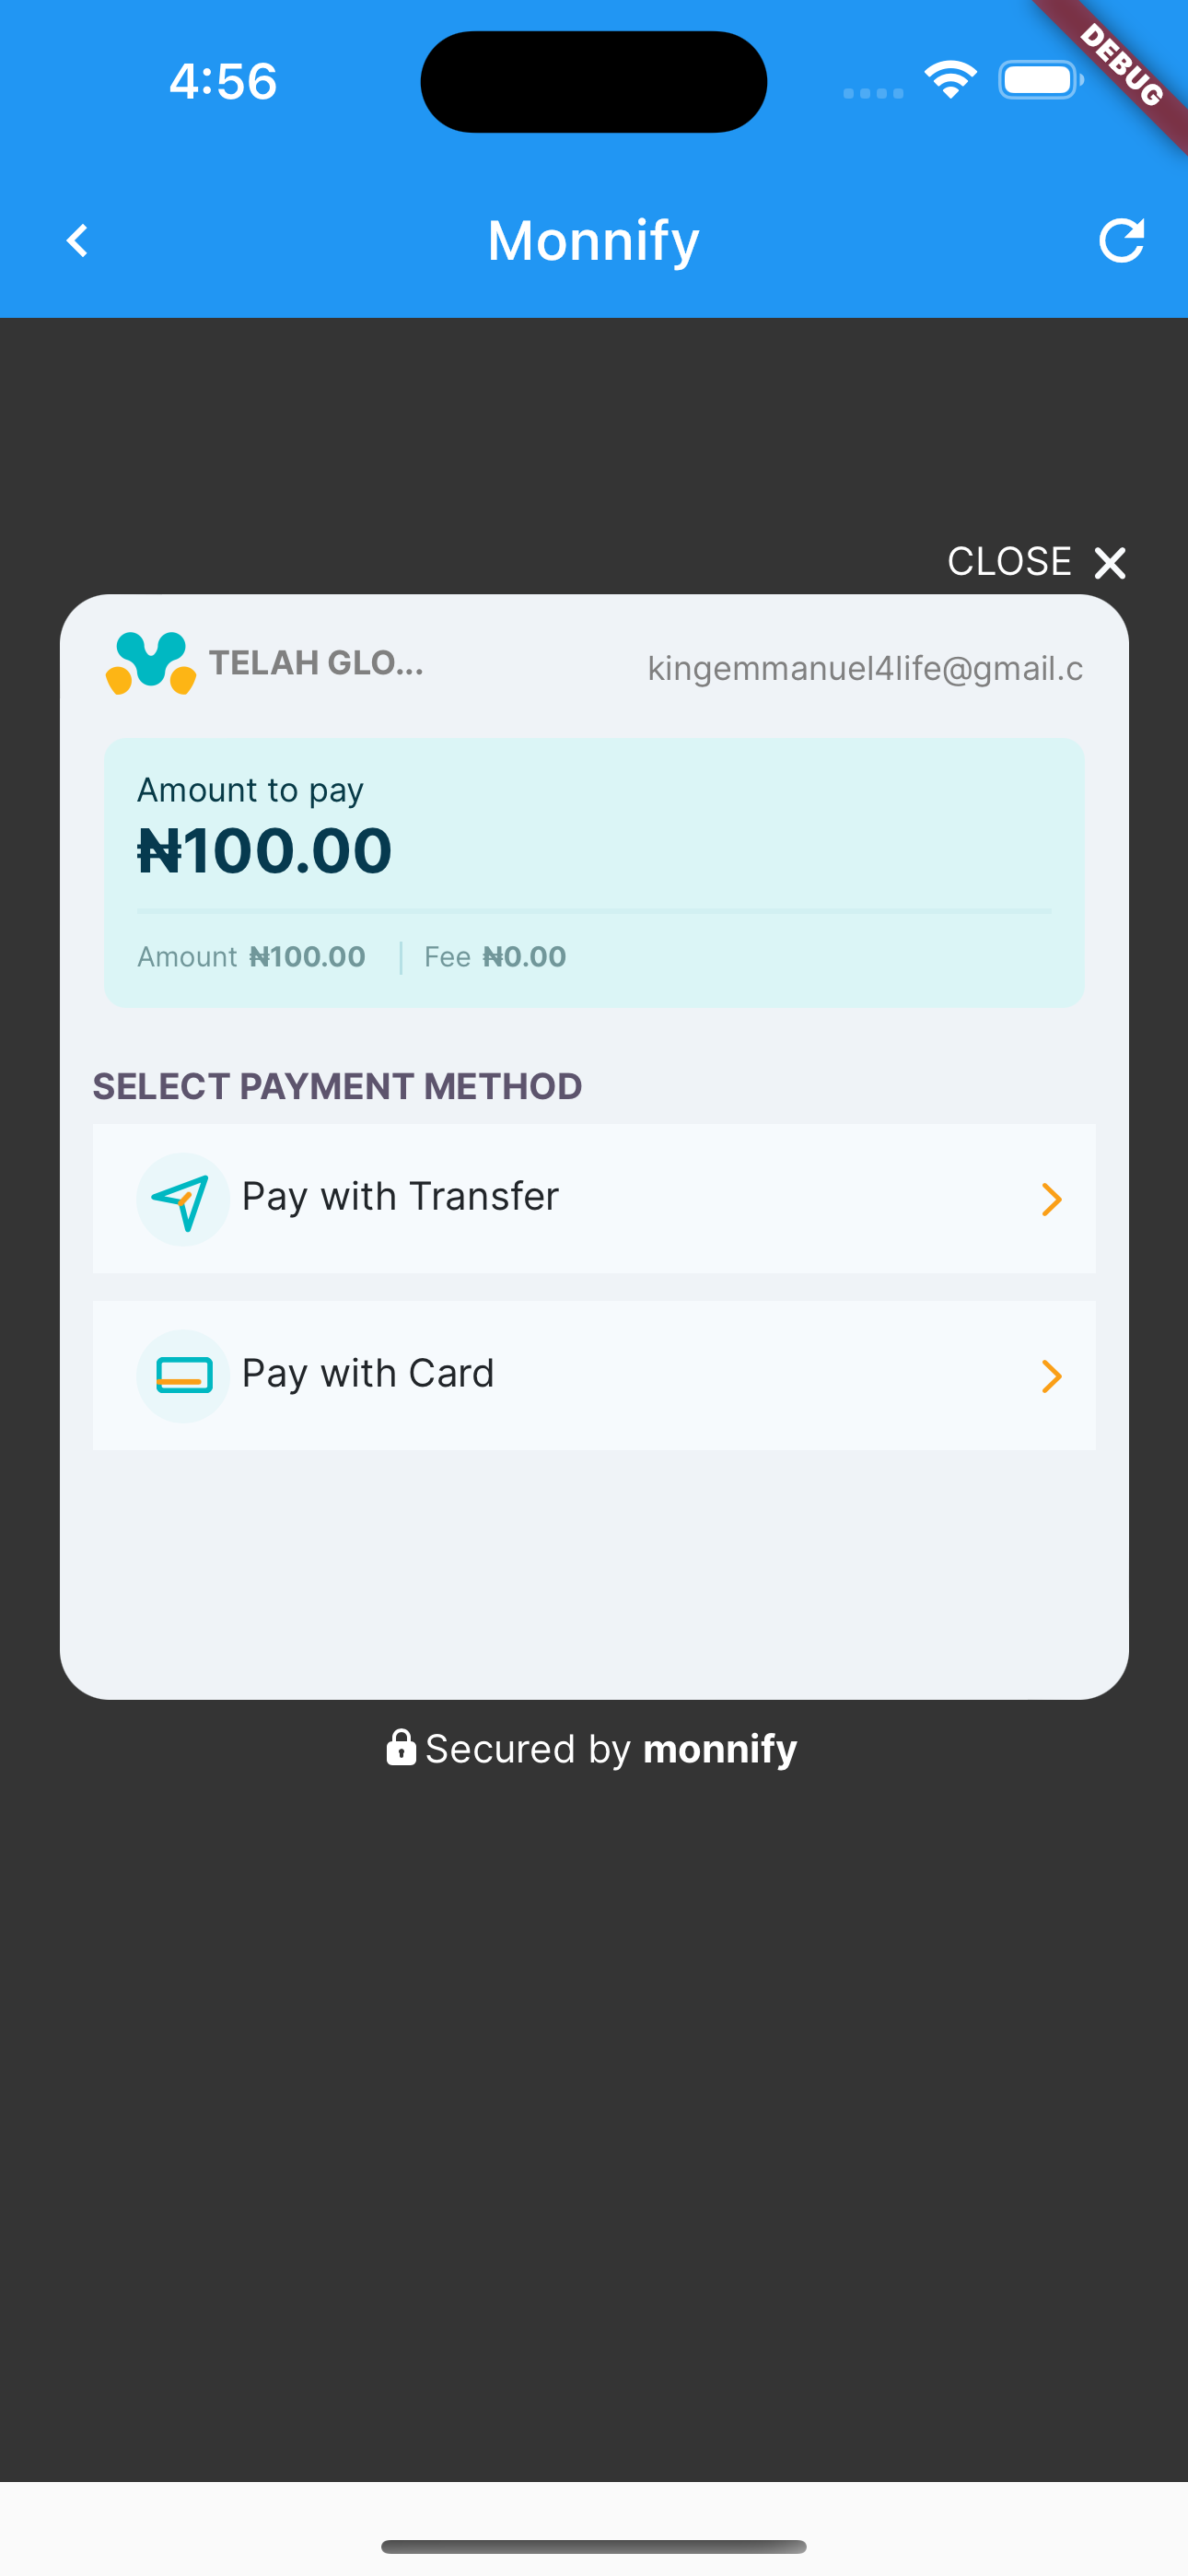 4:56
DEBUG
Monnify
CLOSE
TELAH GLO...
kingemmanuel4life@gmail.c
Amount to pay
₦100.00
Amount ₦100.00 | Fee ₦0.00
SELECT PAYMENT METHOD
Pay with Transfer
Pay with Card
Secured by monnify